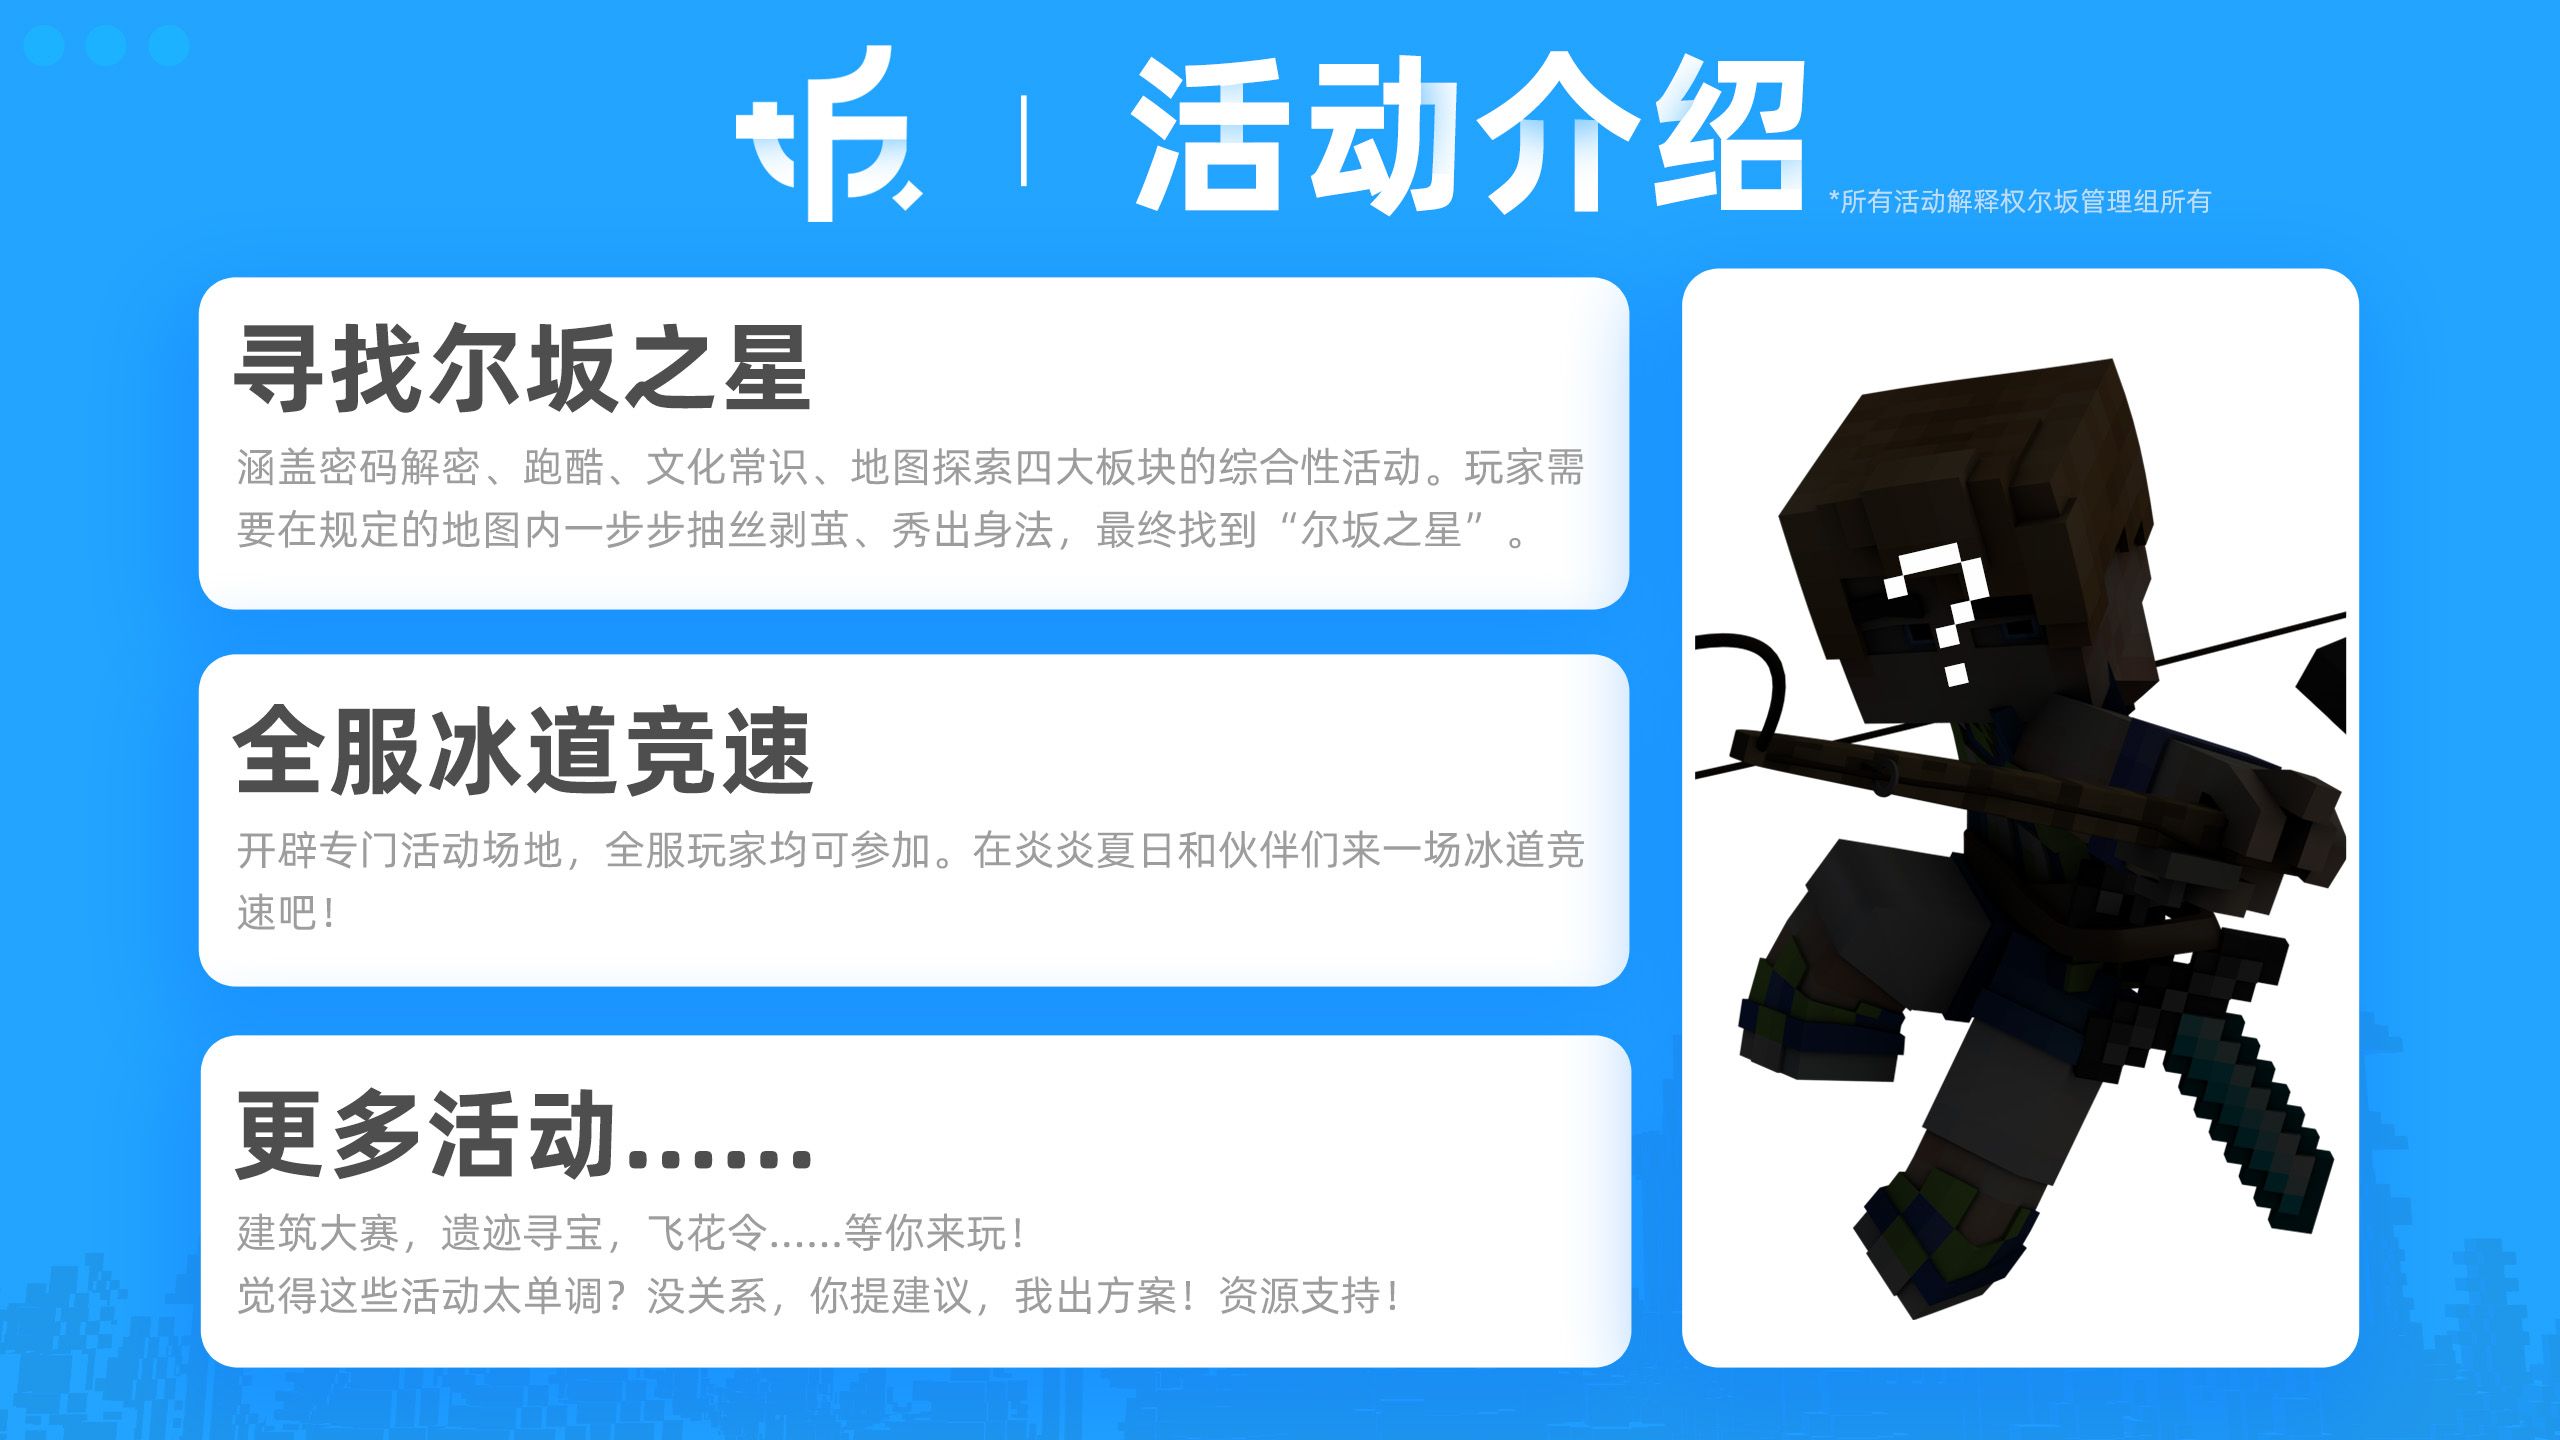 活动介绍
*所有活动解释权尔坂管理组所有
寻找尔坂之星
涵盖密码解密、跑酷、文化常识、地图探索四大板块的综合性活动。玩家需
要在规定的地图内一步步抽丝剥茧、秀出身法，最终找到“尔坂之星”。
全服冰道竞速
开辟专门活动场地，全服玩家均可参加。在炎炎夏日和伙伴们来一场冰道竞
速吧！
更多活动......
建筑大赛，遗迹寻宝，飞花令......等你来玩！
觉得这些活动太单调？没关系，你提建议，我出方案！资源支持！
?